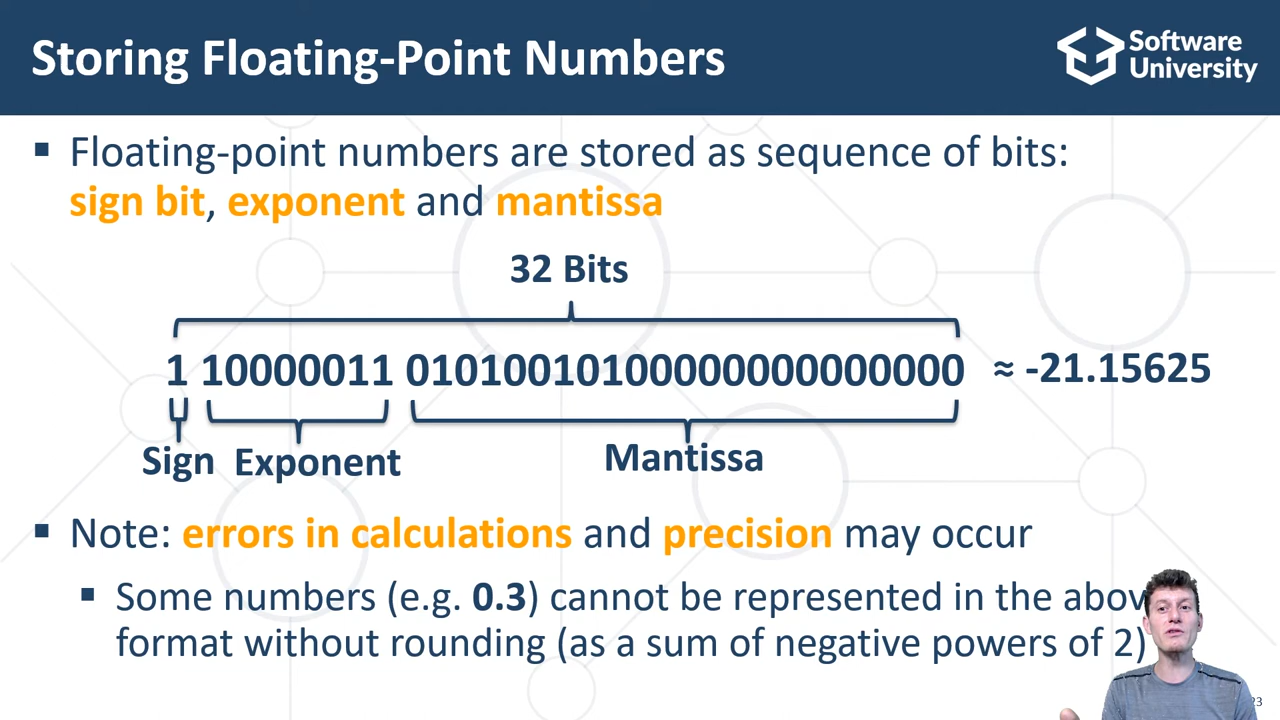 Storing Floating-Point Numbers
Software
University
▪ Floating-point numbers are stored as sequence of bits:
sign bit, exponent and mantissa
32 Bits
1 10000011 01010010100000000000000 ≈ -21.15625
Sign Exponent Mantissa
▪ Note: errors in calculations and precision may occur
▪ Some numbers (e.g. 0.3) cannot be represented in the
format without rounding (as a sum of negative powers of 2)
23